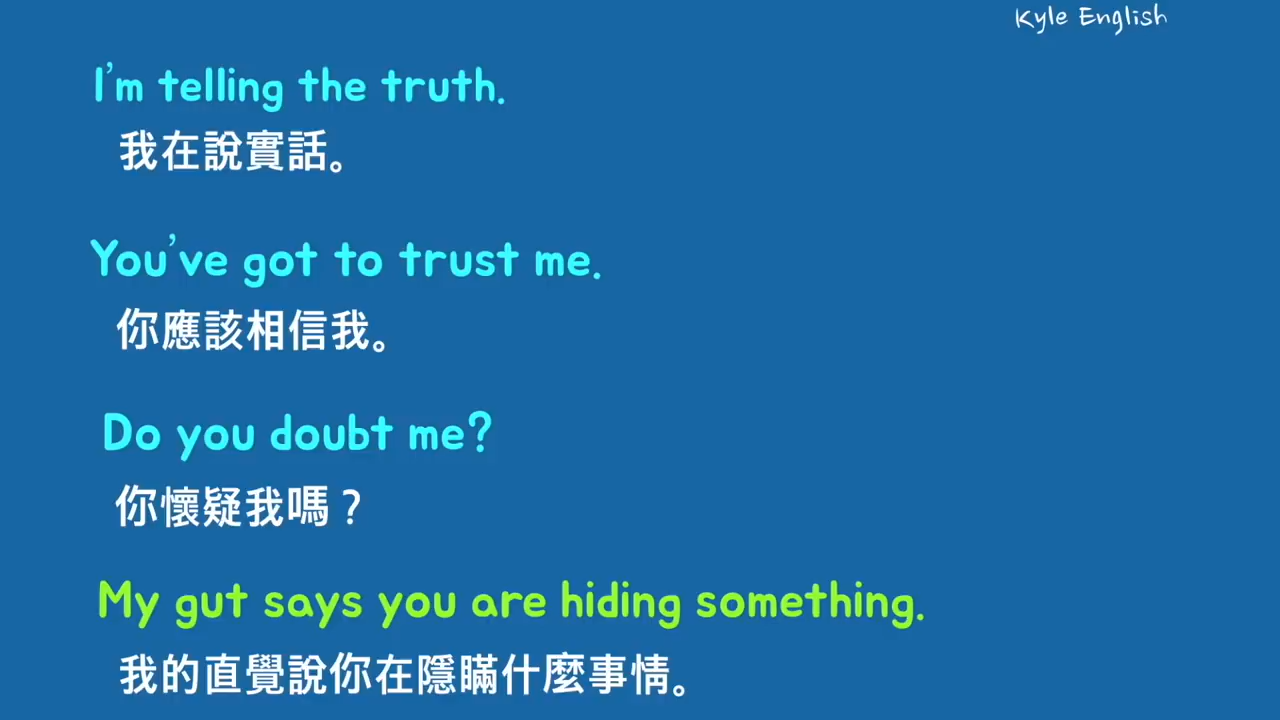 Kyle English
I'm telling the truth.
我在說實話。
You've got to trust me.
你應該相信我。
Do you doubt me?
你懷疑我嗎？
My gut says you are hiding something.
我的直覺說你在隱瞞什麼事情。